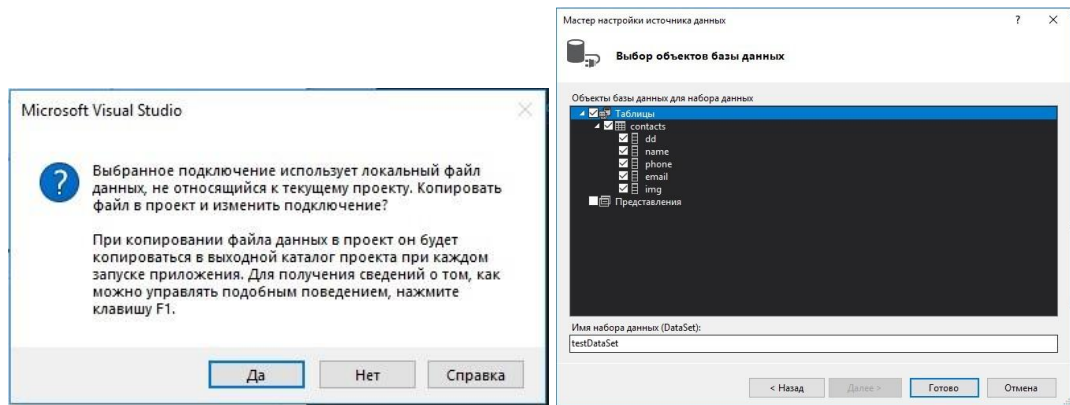 Microsoft Visual Studio
Выбранное подключение использует локальный файл
данных, не относящийся к текущему проекту. Копировать
файл в проект и изменить подключение?
При копировании файла данных в проект он будет
копироваться в выходной каталог проекта при каждом
запуске приложения. Для получения сведений о том, как
можно управлять подобным поведением, нажмите
клавишу F1.
Да
Нет
Справка
Мастер настройки источника данных
?
Выбор объектов базы данных
Объекты базы данных для набора данных
Таблицы
contacts
dd
name
phone
email
img
Представления
Имя набора данных (DataSet):
testDataSet
< Назад
Далее >
Готово
Отмена